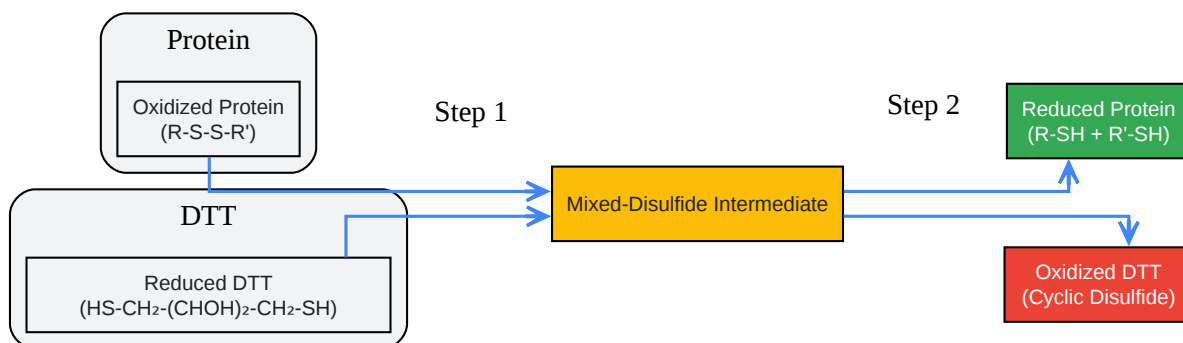 Protein
Oxidized Protein
(R-S-S-R')
Step 1
Step 2
Reduced Protein
(R-SH + R'-SH)
Mixed-Disulfide Intermediate
DTT
Reduced DTT
(HS-CH₂-(CHOH)₂-CH₂-SH)
Oxidized DTT
(Cyclic Disulfide)